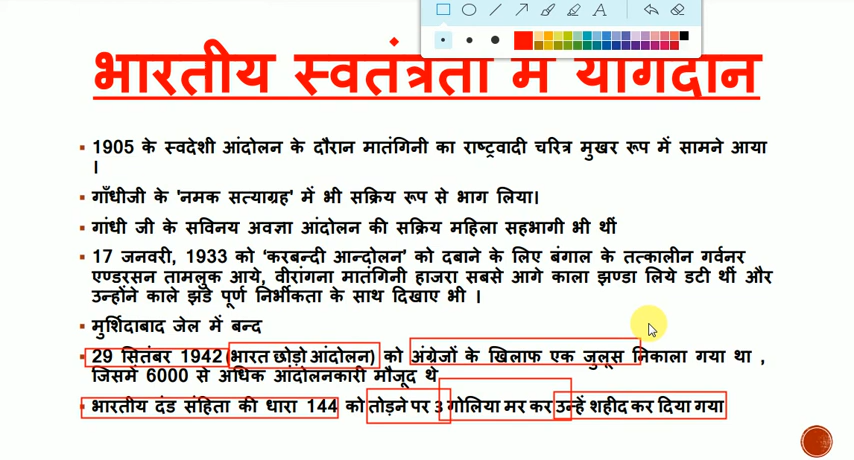 भारतीय स्वतंत्रता में योगदान
1905 के स्वदेशी आंदोलन के दौरान मातंगिनी का राष्ट्रवादी चरित्र मुखर रूप में सामने आया
।
गाँधीजी के 'नमक सत्याग्रह' में भी सक्रिय रूप से भाग लिया।
गांधी जी के सविनय अवज्ञा आंदोलन की सक्रिय महिला सहभागी भी थीं
17 जनवरी, 1933 को ‘करबन्दी आन्दोलन’ को दबाने के लिए बंगाल के तत्कालीन गर्वनर
एण्डरसन तामलुक आये, वीरांगना मातंगिनी हाजरा सबसे आगे काला झण्डा लिये डटी थीं और
उन्होंने काले झंडे पूर्ण निर्भीकता के साथ दिखाए भी ।
मुर्शिदाबाद जेल में बन्द
29 सितंबर 1942 (भारत छोड़ो आंदोलन) को अंग्रेजों के खिलाफ एक जुलूस निकाला गया था ,
जिसमें 6000 से अधिक आंदोलनकारी मौजूद थे
भारतीय दंड संहिता की धारा 144 को तोड़ने पर 3 गोलिया मर कर उन्हें शहीद कर दिया गया